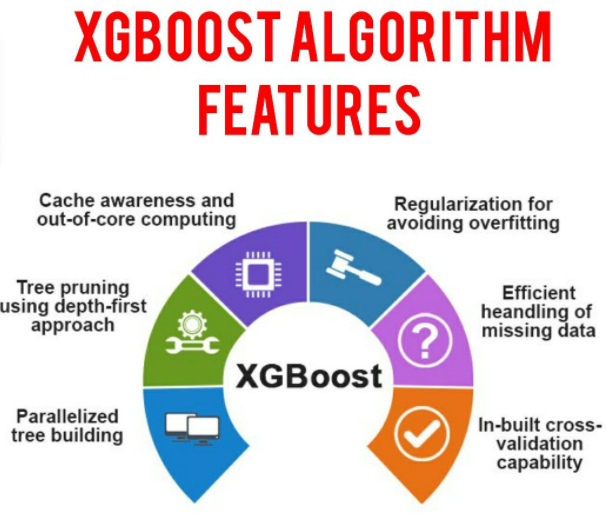 XGBOOST ALGORITHM
FEATURES
Cache awareness and
out-of-core computing
Regularization for
avoiding overfitting
Tree pruning
using depth-first
approach
Efficient
heandling of
missing data
XGBoost
Parallelized
tree building
In-built cross-
validation
capability